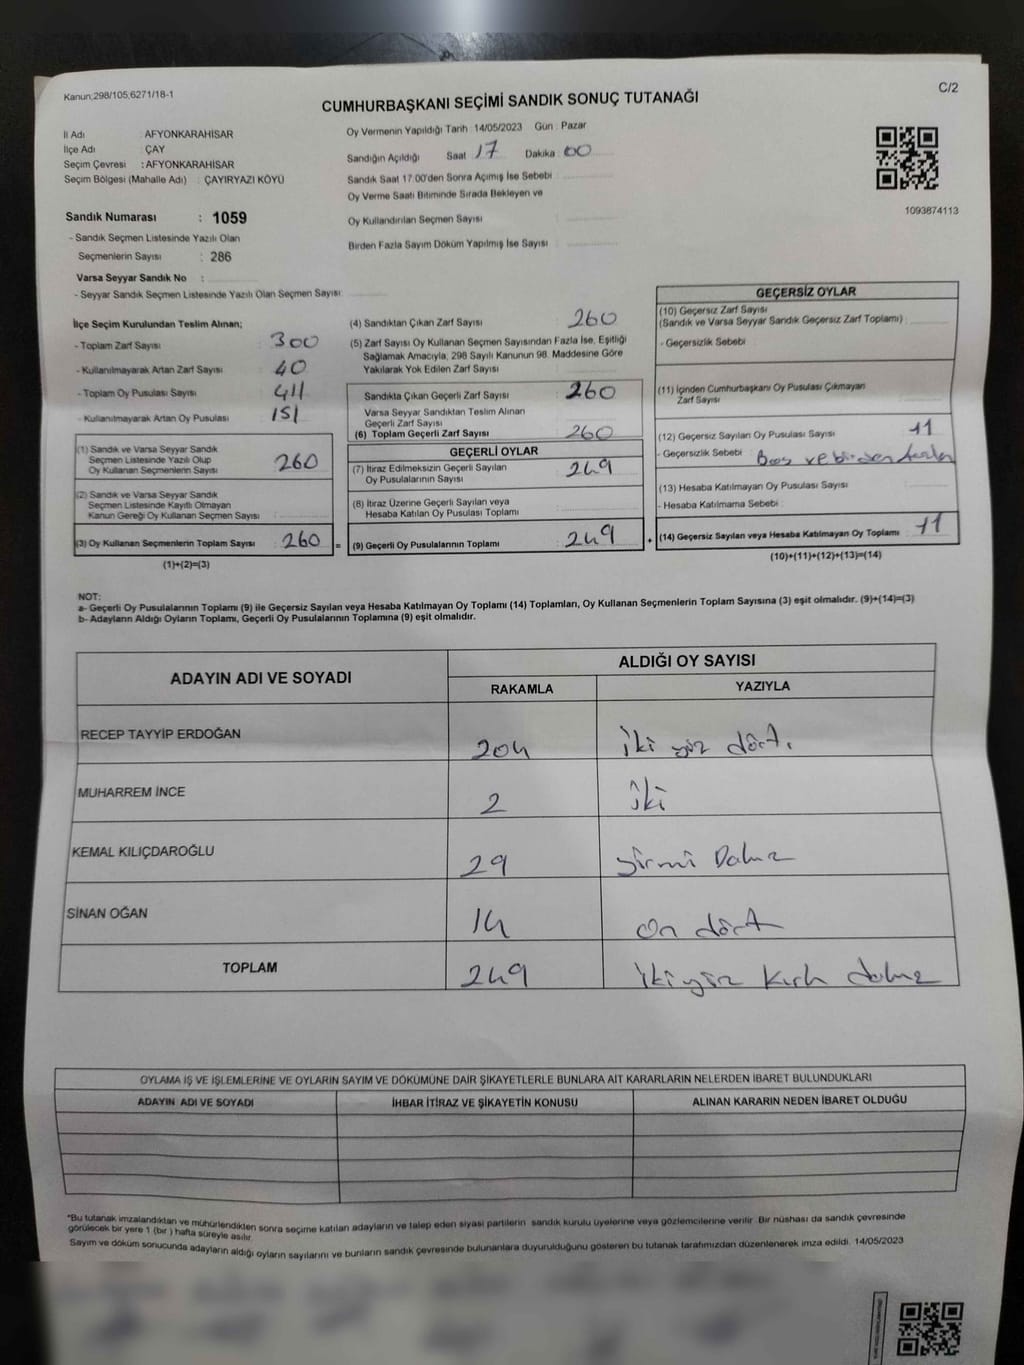 Kanun;298/105;6271/18-1
C/2
CUMHURBAŞKANI SEÇİMİ SANDIK SONUÇ TUTANAĞI
İl Adı : AFYONKARAHİSAR
İlçe Adı : ÇAY
Seçim Çevresi : AFYONKARAHİSAR
Seçim Bölgesi (Mahalle Adı) : ÇAYIRYAZI KÖYÜ
Sandık Numarası : 1059
- Sandık Seçmen Listesinde Yazılı Olan
Seçmenlerin Sayısı : 286
Varsa Seyyar Sandık No :
- Seyyar Sandık Seçmen Listesinde Yazılı Olan Seçmen Sayısı:
Oy Vermenin Yapıldığı Tarih : 14/05/2023 Gün : Pazar
Sandığın Açıldığı Saat 17 Dakika : 00
Sandık Saat 17.00'den Sonra Açımış İse Sebebi :
Oy Verme Saati Bitiminde Sırada Bekleyen ve
Oy Kullandırılan Seçmen Sayısı :
Birden Fazla Sayım Döküm Yapılmış İse Sayısı :
1093874113
İlçe Seçim Kurulundan Teslim Alınan;
- Toplam Zarf Sayısı : 300
- Kullanılmayarak Artan Zarf Sayısı : 40
- Toplam Oy Pusulası Sayısı : 411
- Kullanılmayarak Artan Oy Pusulası : 151
(1) Sandık ve Varsa Seyyar Sandık
Seçmen Listesinde Yazılı Olup
Oy Kullanan Seçmenlerin Sayısı : 260
(2) Sandık ve Varsa Seyyar Sandık
Seçmen Listesinde Kayıtlı Olmayan
Kanun Gereği Oy Kullanan Seçmen Sayısı :
(3) Oy Kullanan Seçmenlerin Toplam Sayısı : 260 =
(1)+(2)=(3)
(4) Sandıktan Çıkan Zarf Sayısı : 260
(5) Zarf Sayısı Oy Kullanan Seçmen Sayısından Fazla İse, Eşitliği
Sağlamak Amacıyla, 298 Sayılı Kanunun 98. Maddesine Göre
Yakılarak Yok Edilen Zarf Sayısı :
Sandıkta Çıkan Geçerli Zarf Sayısı : 260
Varsa Seyyar Sandıktan Teslim Alınan
Geçerli Zarf Sayısı :
(6) Toplam Geçerli Zarf Sayısı : 260
GEÇERLİ OYLAR
(7) İtiraz Edilmeksizin Geçerli Sayılan
Oy Pusulalarının Sayısı : 249
(8) İtiraz Üzerine Geçerli Sayılan veya
Hesaba Katılan Oy Pusulası Toplamı :
(9) Geçerli Oy Pusulalarının Toplamı : 249 +
GEÇERSİZ OYLAR
(10) Geçersiz Zarf Sayısı
(Sandık ve Varsa Seyyar Sandık Geçersiz Zarf Toplamı) :
- Geçersizlik Sebebi :
(11) İçinden Cumhurbaşkanı Oy Pusulası Çıkmayan
Zarf Sayısı :
(12) Geçersiz Sayılan Oy Pusulası Sayısı : 11
- Geçersizlik Sebebi : Boş ve birden fazla
(13) Hesaba Katılmayan Oy Pusulası Sayısı :
- Hesaba Katılmama Sebebi :
(14) Geçersiz Sayılan veya Hesaba Katılmayan Oy Toplamı : 11
(10)+(11)+(12)+(13)=(14)
NOT:
a- Geçerli Oy Pusulalarının Toplamı (9) ile Geçersiz Sayılan veya Hesaba Katılmayan Oy Toplamı (14) Toplamları, Oy Kullanan Seçmenlerin Toplam Sayısına (3) eşit olmalıdır. (9)+(14)=(3)
b- Adayların Aldığı Oyların Toplamı, Geçerli Oy Pusulalarının Toplamına (9) eşit olmalıdır.
ADAYIN ADI VE SOYADI
ALDIĞI OY SAYISI
RAKAMLA YAZIYLA
RECEP TAYYİP ERDOĞAN 204 iki yüz dört.
MUHARREM İNCE 2 iki
KEMAL KILIÇDAROĞLU 29 yirmi Dokuz
SİNAN OĞAN 14 on dört
TOPLAM 249 ikiyüz kırk dokuz
OYLAMA İŞ VE İŞLEMLERİNE VE OYLARIN SAYIM VE DÖKÜMÜNE DAİR ŞİKAYETLERLE BUNLARA AİT KARARLARIN NELERDEN İBARET BULUNDUKLARI
ADAYIN ADI VE SOYADI İHBAR İTİRAZ VE ŞİKAYETİN KONUSU ALINAN KARARIN NEDEN İBARET OLDUĞU
*Bu tutanak imzalandıktan ve mühürlendikten sonra seçime katılan adayların ve talep eden siyasi partilerin sandık kurulu üyelerine veya gözlemcilerine verilir. Bir nüshası da sandık çevresinde
görülecek bir yere 1 (bir ) hafta süreyle asılır.
Sayım ve döküm sonucunda adayların aldığı oyların sayılarını ve bunların sandık çevresinde bulunanlara duyurulduğunu gösteren bu tutanak tarafımızdan düzenlenerek imza edildi. 14/05/2023